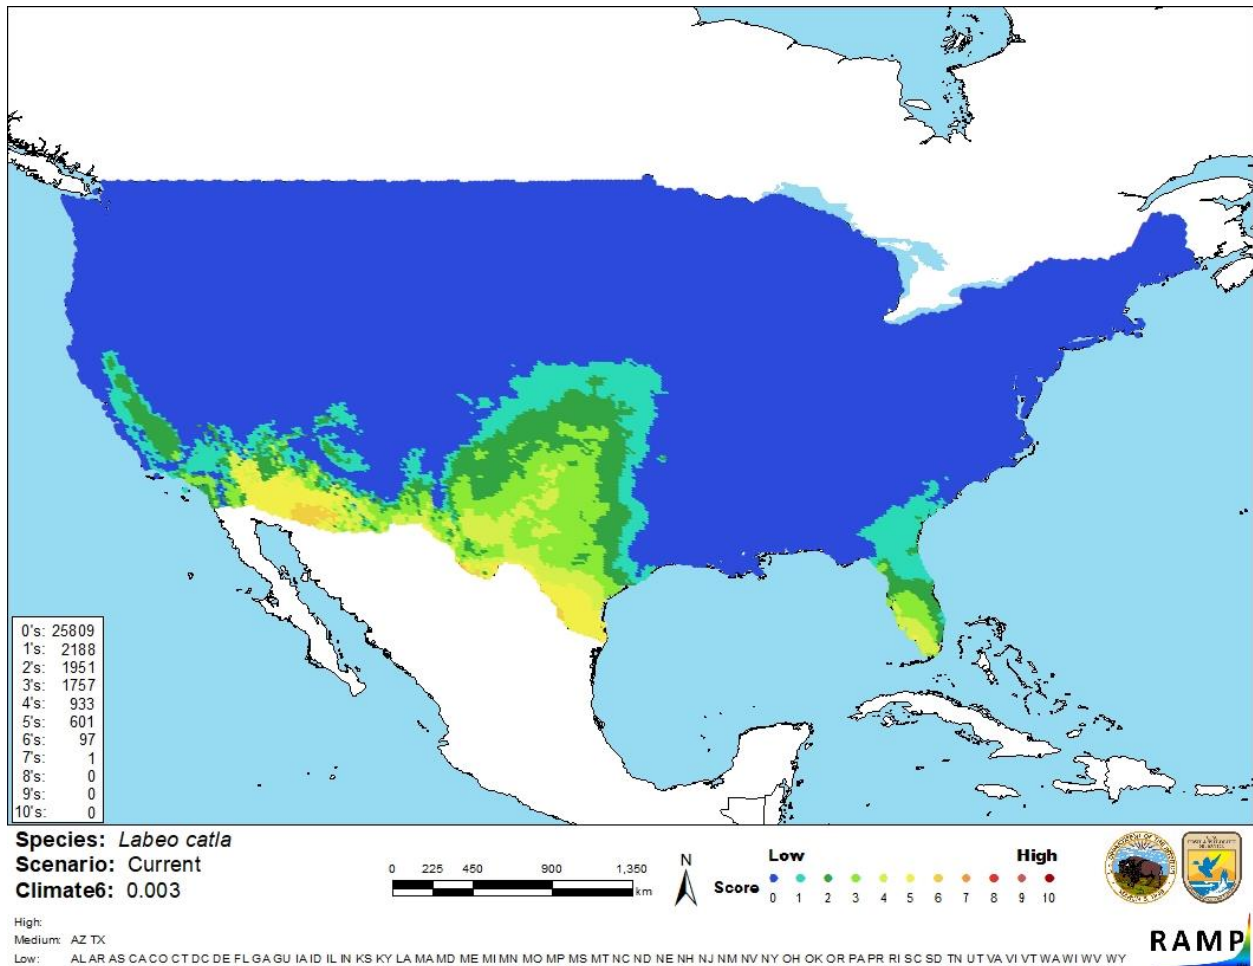 0's: 25809
1's: 2188
2's: 1951
3's: 1757
4's: 933
5's: 601
6's: 97
7's: 1
8's: 0
9's: 0
10's: 0
Species: Labeo catla
Scenario: Current
Climate6: 0.003
0 225 450 900 1,350
km
N
Low High
Score
0 1 2 3 4 5 6 7 8 9 10
High:
Medium: AZ TX
Low: AL AR AS CA CO CT DC DE FL GA GU IA ID IL IN KS KY LA MA MD ME MI MN MO MP MS MT NC ND NE NH NJ NM NV NY OH OK OR PA PR RI SC SD TN UT VA VI VT WA WI WV WY
RAMP